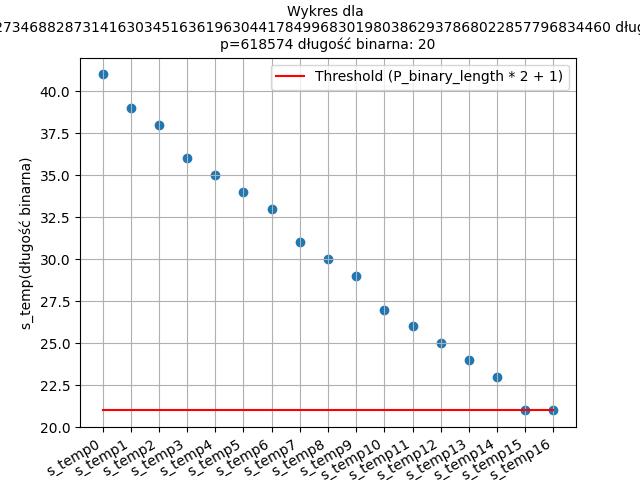 Wykres dla
2734688287314163034516361963044178499683019803862937868022857796834460
p=618574 długość binarna: 20
Threshold (P_binary_length * 2 + 1)
s_temp(długość binarna)
40.0
37.5
35.0
32.5
30.0
27.5
25.0
22.5
20.0
s_temp0
s_temp1
s_temp2
s_temp3
s_temp4
s_temp5
s_temp6
s_temp7
s_temp8
s_temp9
s_temp10
s_temp11
s_temp12
s_temp13
s_temp14
s_temp15
s_temp16